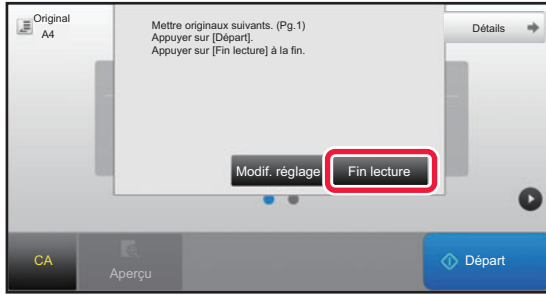 Original
A4
Mettre originaux suivants. (Pg.1)
Appuyer sur [Départ].
Appuyer sur [Fin lecture] à la fin.
Détails
Modif. réglage
Fin lecture
CA
Aperçu
Départ